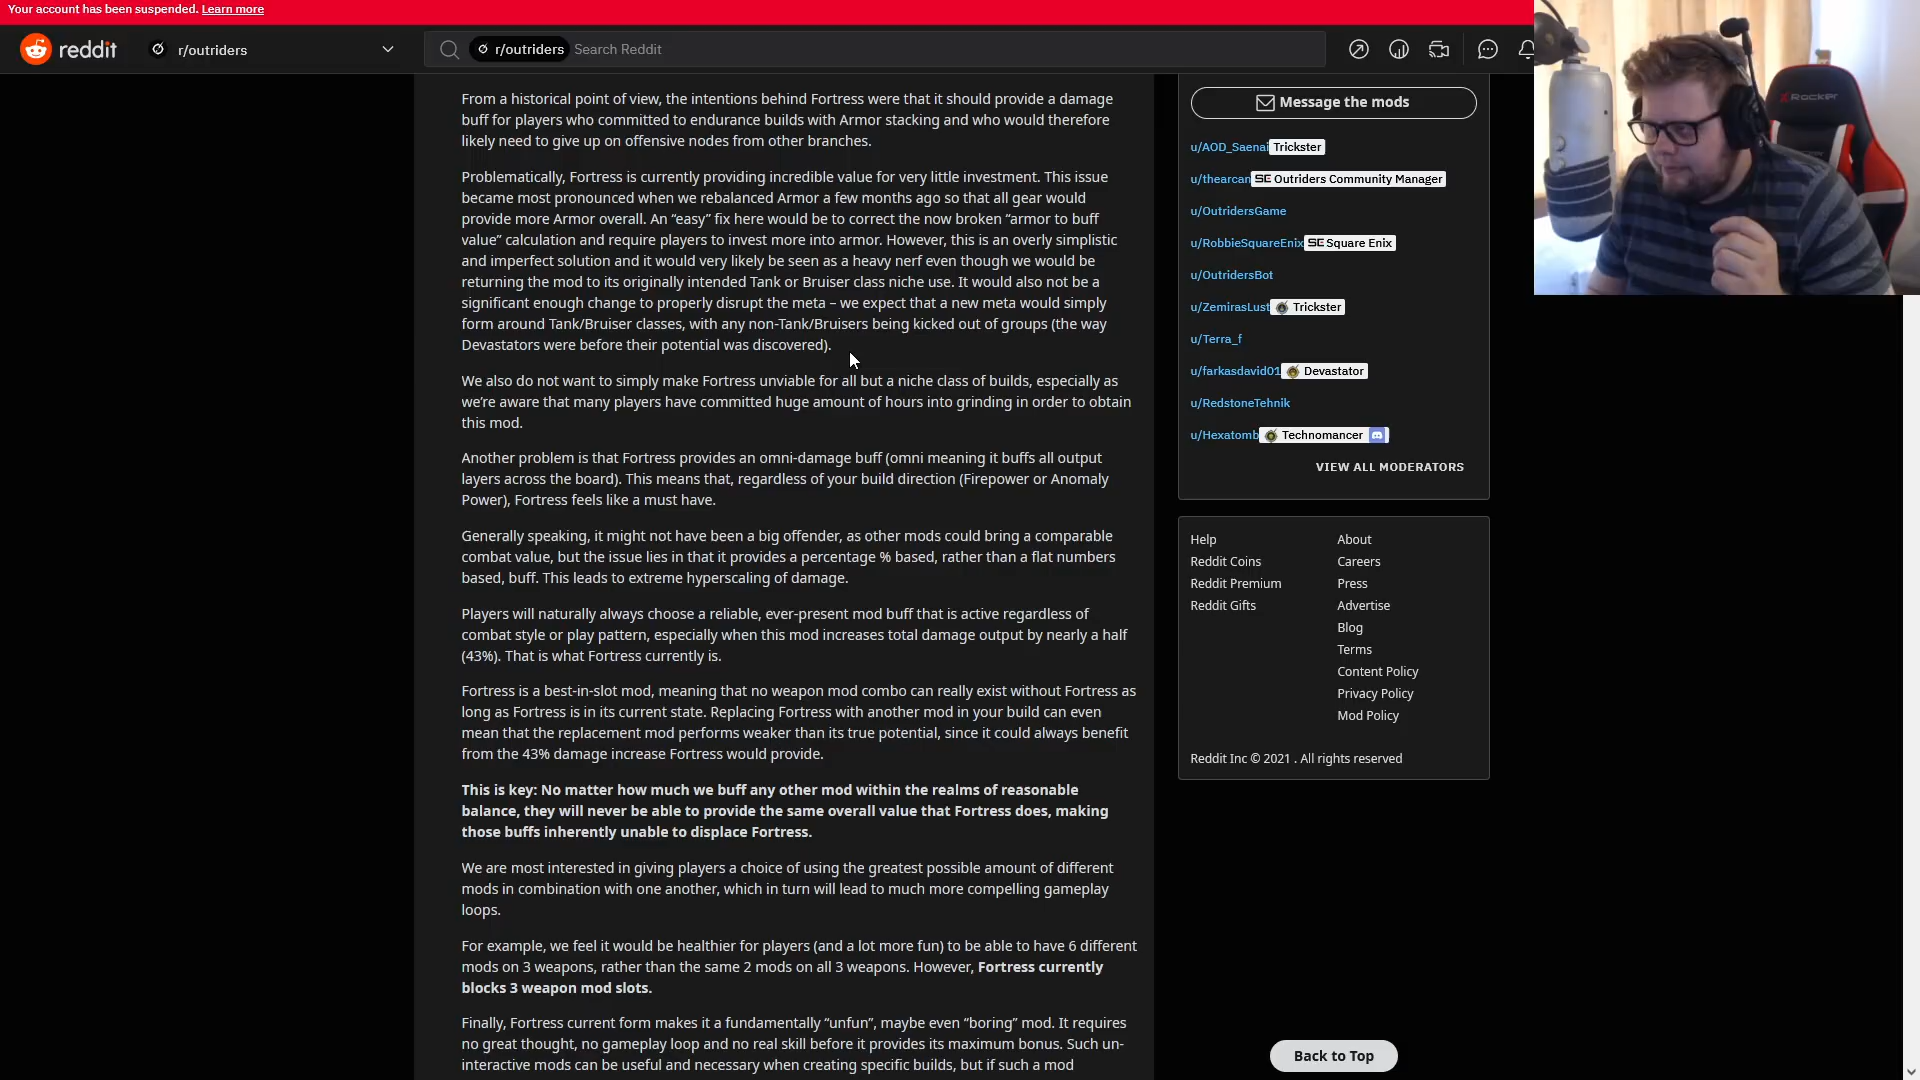 Your account has been suspended. Learn more
reddit
r/outriders
r/outriders Search Reddit
From a historical point of view, the intentions behind Fortress were that it should provide a damage
buff for players who committed to endurance builds with Armor stacking and who would therefore
likely need to give up on offensive nodes from other branches.
Problematically, Fortress is currently providing incredible value for very little investment. This issue
became most pronounced when we rebalanced Armor a few months ago so that all gear would
provide more Armor overall. An “easy” fix here would be to correct the now broken “armor to buff
value” calculation and require players to invest more into armor. However, this is an overly simplistic
and imperfect solution and it would very likely be seen as a heavy nerf even though we would be
returning the mod to its originally intended Tank or Bruiser class niche use. It would also not be a
significant enough change to properly disrupt the meta – we expect that a new meta would simply
form around Tank/Bruiser classes, with any non-Tank/Bruisers being kicked out of groups (the way
Devastators were before their potential was discovered).
We also do not want to simply make Fortress unviable for all but a niche class of builds, especially as
we’re aware that many players have committed huge amount of hours into grinding in order to obtain
this mod.
Another problem is that Fortress provides an omni-damage buff (omni meaning it buffs all output
layers across the board). This means that, regardless of your build direction (Firepower or Anomaly
Power), Fortress feels like a must have.
Generally speaking, it might not have been a big offender, as other mods could bring a comparable
combat value, but the issue lies in that it provides a percentage % based, rather than a flat numbers
based, buff. This leads to extreme hyperscaling of damage.
Players will naturally always choose a reliable, ever-present mod buff that is active regardless of
combat style or play pattern, especially when this mod increases total damage output by nearly a half
(43%). That is what Fortress currently is.
Fortress is a best-in-slot mod, meaning that no weapon mod combo can really exist without Fortress as
long as Fortress is in its current state. Replacing Fortress with another mod in your build can even
mean that the replacement mod performs weaker than its true potential, since it could always benefit
from the 43% damage increase Fortress would provide.
This is key: No matter how much we buff any other mod within the realms of reasonable
balance, they will never be able to provide the same overall value that Fortress does, making
those buffs inherently unable to displace Fortress.
We are most interested in giving players a choice of using the greatest possible amount of different
mods in combination with one another, which in turn will lead to much more compelling gameplay
loops.
For example, we feel it would be healthier for players (and a lot more fun) to be able to have 6 different
mods on 3 weapons, rather than the same 2 mods on all 3 weapons. However, Fortress currently
blocks 3 weapon mod slots.
Finally, Fortress current form makes it a fundamentally “unfun”, maybe even “boring” mod. It requires
no great thought, no gameplay loop and no real skill before it provides its maximum bonus. Such un-
interactive mods can be useful and necessary when creating specific builds, but if such a mod
Message the mods
u/AOD_Saenai Trickster
u/thearcan SE Outriders Community Manager
u/OutridersGame
u/RobbieSquareEnix SE Square Enix
u/OutridersBot
u/ZemirasLust Trickster
u/Terra_f
u/farkasdavid01 Devastator
u/RedstoneTehnik
u/Hexatomb Technomancer
VIEW ALL MODERATORS
Help About
Reddit Coins Careers
Reddit Premium Press
Reddit Gifts Advertise
Blog
Terms
Content Policy
Privacy Policy
Mod Policy
Reddit Inc © 2021 . All rights reserved
Back to Top
X Rocker